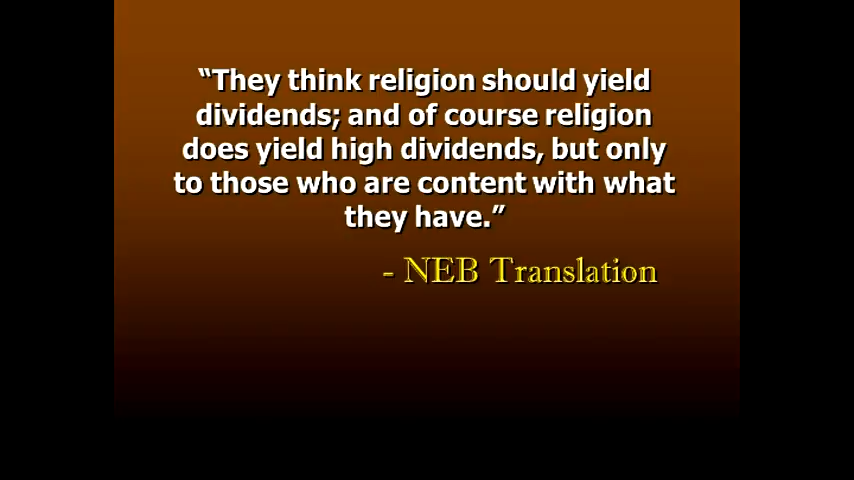 “They think religion should yield
dividends; and of course religion
does yield high dividends, but only
to those who are content with what
they have.”
- NEB Translation